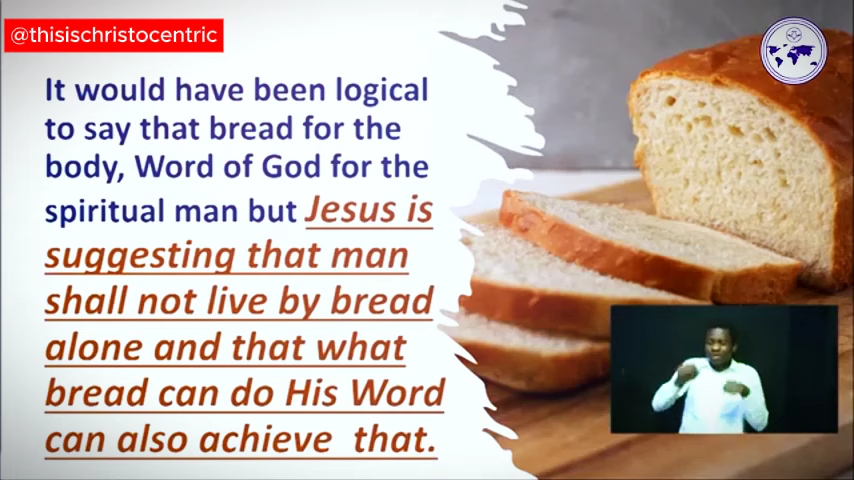 @thisischristocentric
It would have been logical
to say that bread for the
body, Word of God for the
spiritual man but Jesus is
suggesting that man
shall not live by bread
alone and that what
bread can do His Word
can also achieve that.